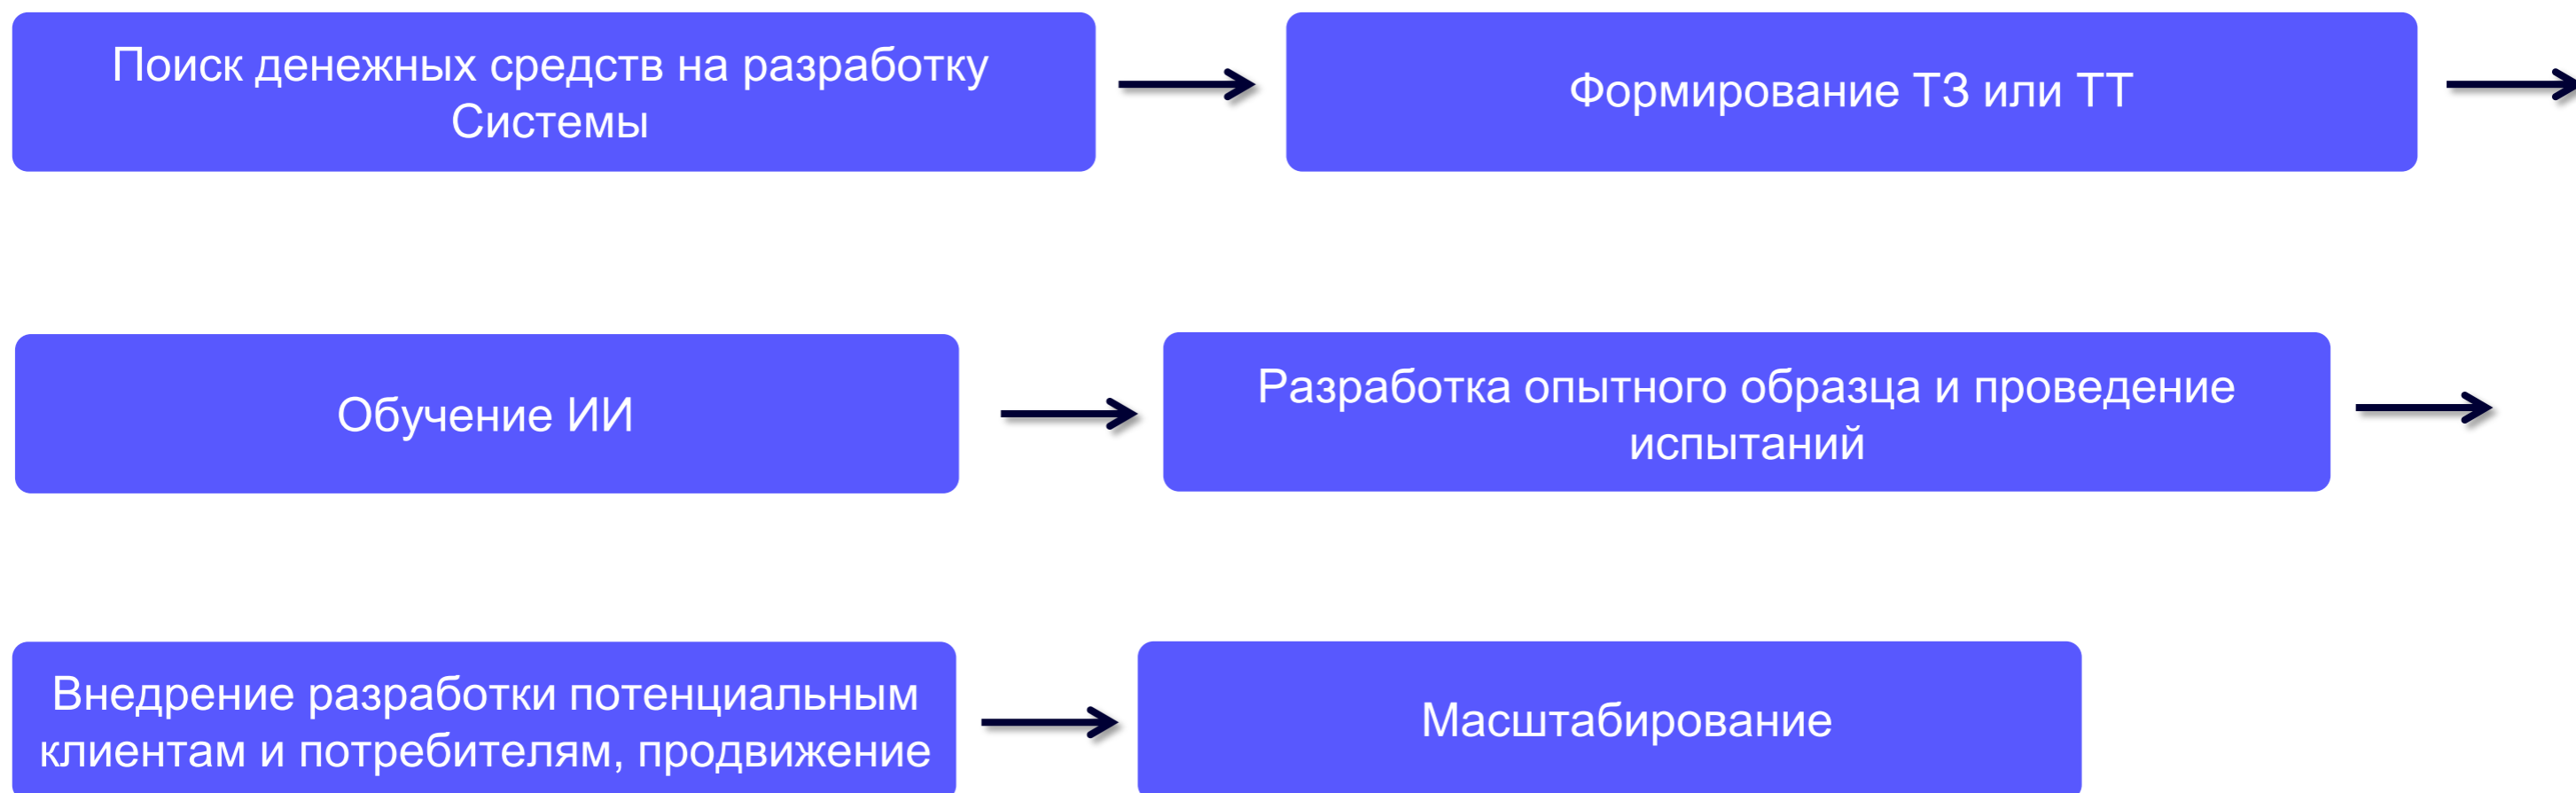 Поиск денежных средств на разработку
Системы
Формирование ТЗ или ТТ
Обучение ИИ
Разработка опытного образца и проведение
испытаний
Внедрение разработки потенциальным
клиентам и потребителям, продвижение
Масштабирование